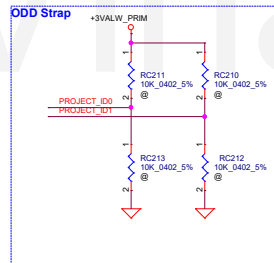 ODD Strap
+3VALW_PRIM
1
1
RC211
10K_0402_5%
@
RC210
10K_0402_5%
@
2
2
PROJECT_ID0
PROJECT_ID1
1
1
RC213
10K_0402_5%
@
RC212
10K_0402_5%
@
2
2